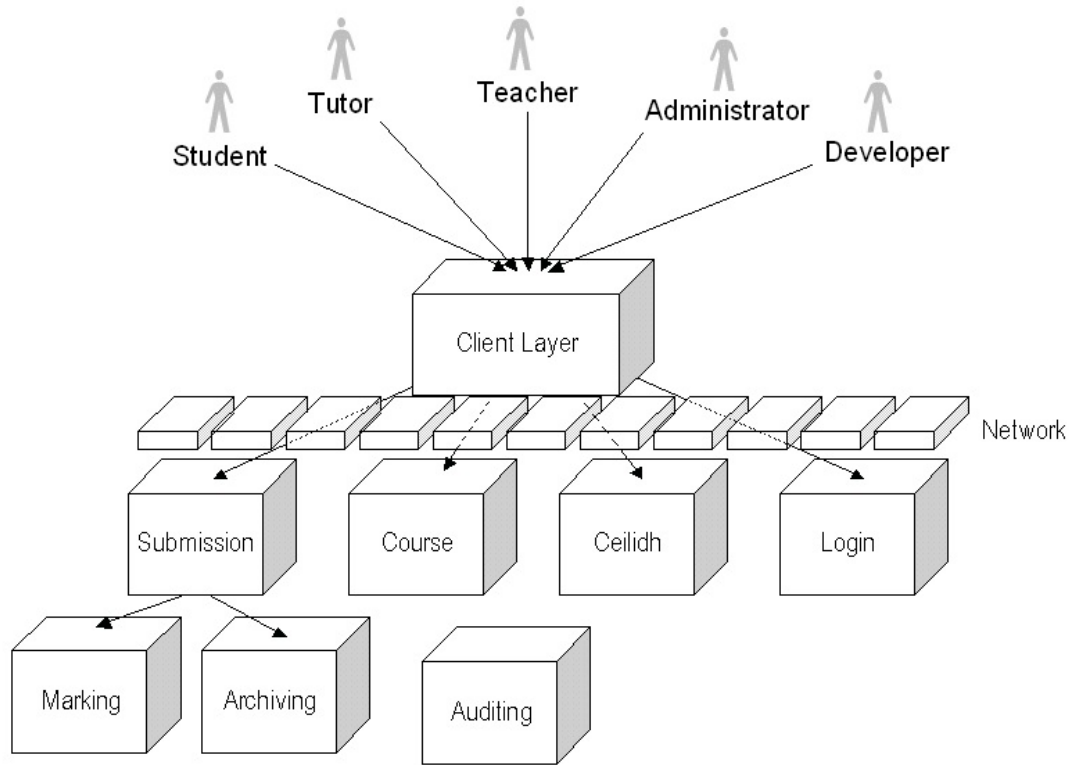 Teacher
Tutor
Administrator
Student
Developer
Client Layer
Network
Submission
Course
Ceilidh
Login
Marking
Archiving
Auditing